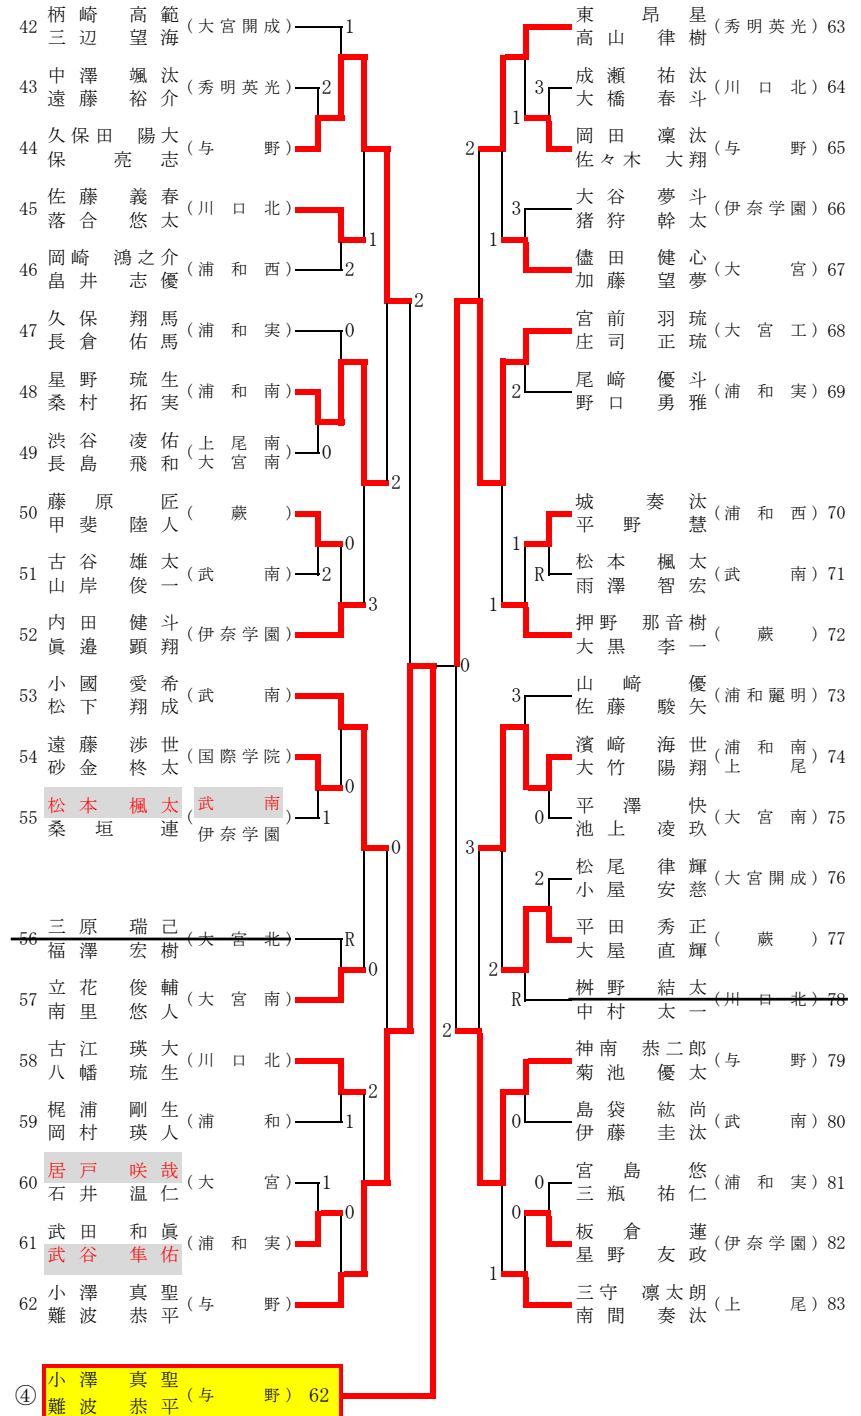 42 柄崎 高範 (大宮開成) 1
三辺 望海
43 中澤 颯汰 (秀明英光) 2
遠藤 裕介
44 久保田 陽大 (与野)
保 亮志
45 佐藤 義春 (川口北)
落合 悠太
1
46 岡崎 鴻之介 (浦和西) 2
畠井 志優
2
47 久保 翔馬 (浦和実) 0
長倉 佑馬
48 星野 琉生 (浦和南)
桑村 拓実
49 渋谷 凌佑 (上尾南 大宮南) 0
長島 飛和
2
50 藤原 匠 (蕨)
甲斐 陸人
0
51 古谷 雄太 (武南) 2
山岸 俊一
3
52 内田 健斗 (伊奈学園)
眞邉 顕翔
53 小國 愛希 (武南)
松下 翔成
54 遠藤 渉世 (国際学院)
砂金 柊太
0
55 松本 楓太 (武南 伊奈学園) 1
桑垣 連
0
56 三原 瑞己 (大宮北) R
福澤 宏樹
0
57 立花 俊輔 (大宮南)
南里 悠人
58 古江 瑛大 (川口北)
八幡 琉生
2
59 梶浦 剛生 (浦和) 1
岡村 瑛人
60 居戸 咲哉 (大宮) 1
石井 温仁
0
61 武田 和眞 (浦和実)
武谷 隼佑
62 小澤 真聖 (与野)
難波 恭平
④ 小澤 真聖 (与野) 62
難波 恭平
東 昂星 (秀明英光) 63
高山 律樹
3 成瀬 祐汰 (川口北) 64
大橋 春斗
1
岡田 凜汰 (与野) 65
佐々木 大翔
2
3 大谷 夢斗 (伊奈学園) 66
猪狩 幹太
1
儘田 健心 (大宮) 67
加藤 望夢
宮前 羽琉 (大宮工) 68
庄司 正琉
2 尾﨑 優斗 (浦和実) 69
野口 勇雅
城 奏汰 (浦和西) 70
平野 慧
1
R 松本 楓太 (武南) 71
雨澤 智宏
1
押野 那音樹 (蕨) 72
大黒 李一
0
3 山﨑 優 (浦和麗明) 73
佐藤 駿矢
濱﨑 海世 (浦和南 上尾) 74
大竹 陽翔
0 平澤 快 (大宮南) 75
池上 凌玖
3
2 松尾 律輝 (大宮開成) 76
小屋 安慈
平田 秀正 (蕨) 77
大屋 直輝
2
R 桝野 結太 (川口北) 78
中村 太一
2
神南 恭二郎 (与野) 79
菊池 優太
0 島袋 紘尚 (武南) 80
伊藤 圭汰
0 宮島 悠 (浦和実) 81
三瓶 祐仁
0
板倉 蓮 (伊奈学園) 82
星野 友政
1
三守 凛太朗 (上尾) 83
南間 奏汰